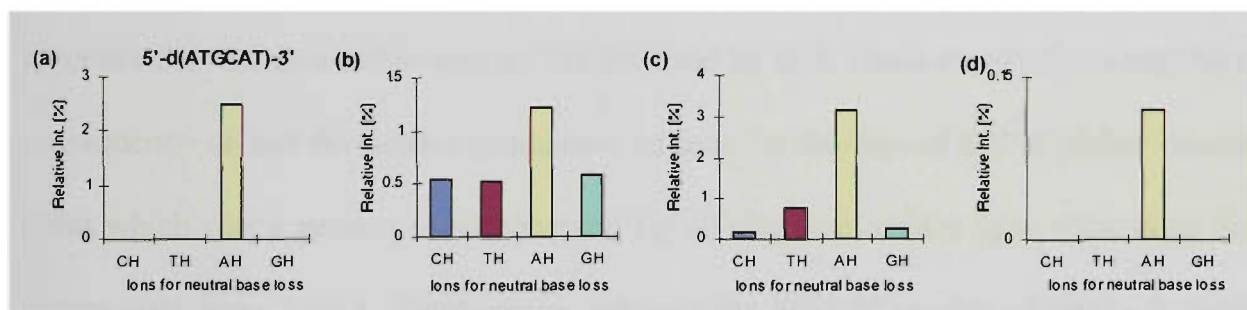 (a) 5'-d(ATGCAT)-3' (b) (c) (d)
3 15 4 0.15
2 1 3
1 0.5 2
1
0 0 0 0
Relative Int. [%] Relative Int. [%] Relative Int. [%] Relative Int. [%]
CH TH AH GH CH TH AH GH CH TH AH GH CH TH AH GH
Ions for neutral base loss Ions for neutral base loss Ions for neutral base loss Ions for neutral base loss